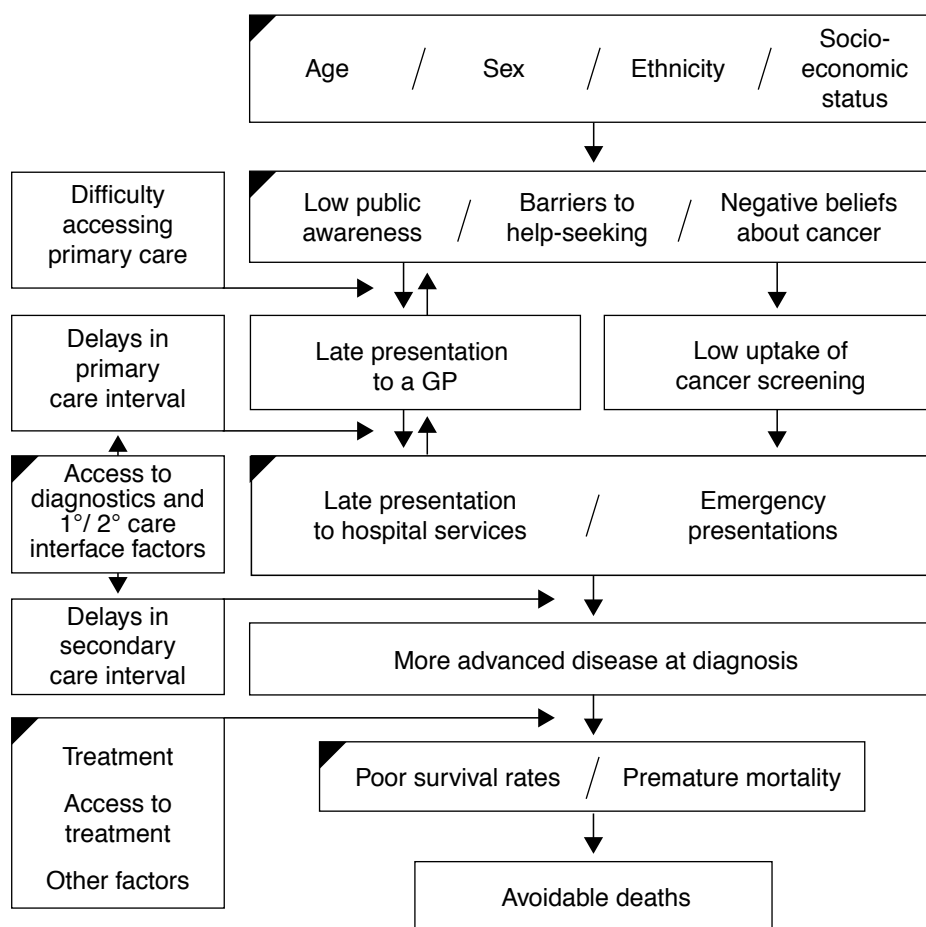 Age / Sex / Ethnicity / Socio-
economic
status
Difficulty
accessing
primary care
Low public
awareness
/
Barriers to
help-seeking
/
Negative beliefs
about cancer
Delays in
primary
care interval
Late presentation
to a GP
Low uptake of
cancer screening
Access to
diagnostics and
1°/ 2° care
interface factors
Late presentation
to hospital services
/
Emergency
presentations
Delays in
secondary
care interval
More advanced disease at diagnosis
Treatment
Access to
treatment
Other factors
Poor survival rates / Premature mortality
Avoidable deaths